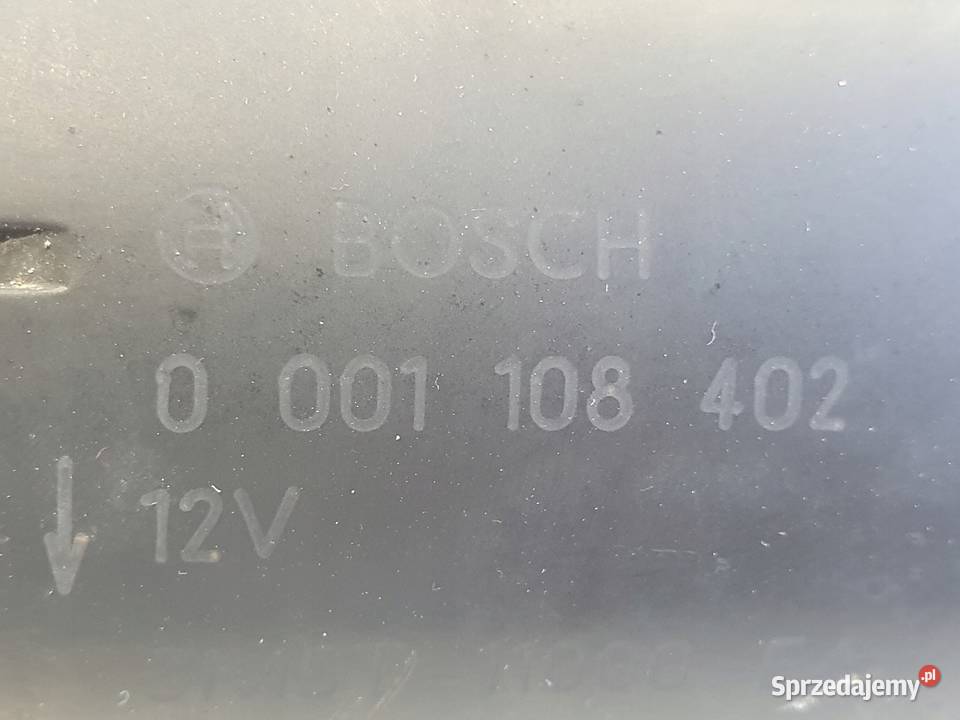 BOSCH
0 001 108 402
12V
Sprzedajemy.pl